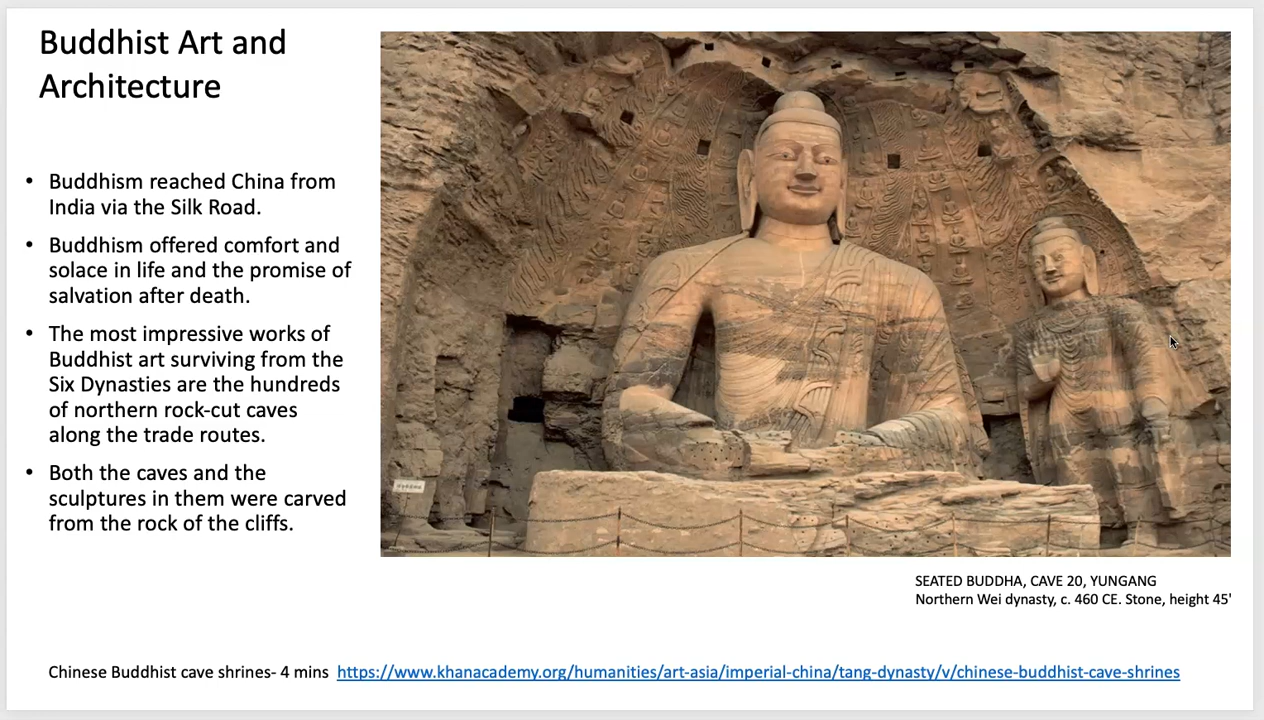 Buddhist Art and
Architecture
• Buddhism reached China from
India via the Silk Road.
• Buddhism offered comfort and
solace in life and the promise of
salvation after death.
• The most impressive works of
Buddhist art surviving from the
Six Dynasties are the hundreds
of northern rock-cut caves
along the trade routes.
• Both the caves and the
sculptures in them were carved
from the rock of the cliffs.
SEATED BUDDHA, CAVE 20, YUNGANG
Northern Wei dynasty, c. 460 CE. Stone, height 45'
Chinese Buddhist cave shrines- 4 mins https://www.khanacademy.org/humanities/art-asia/imperial-china/tang-dynasty/v/chinese-buddhist-cave-shrines